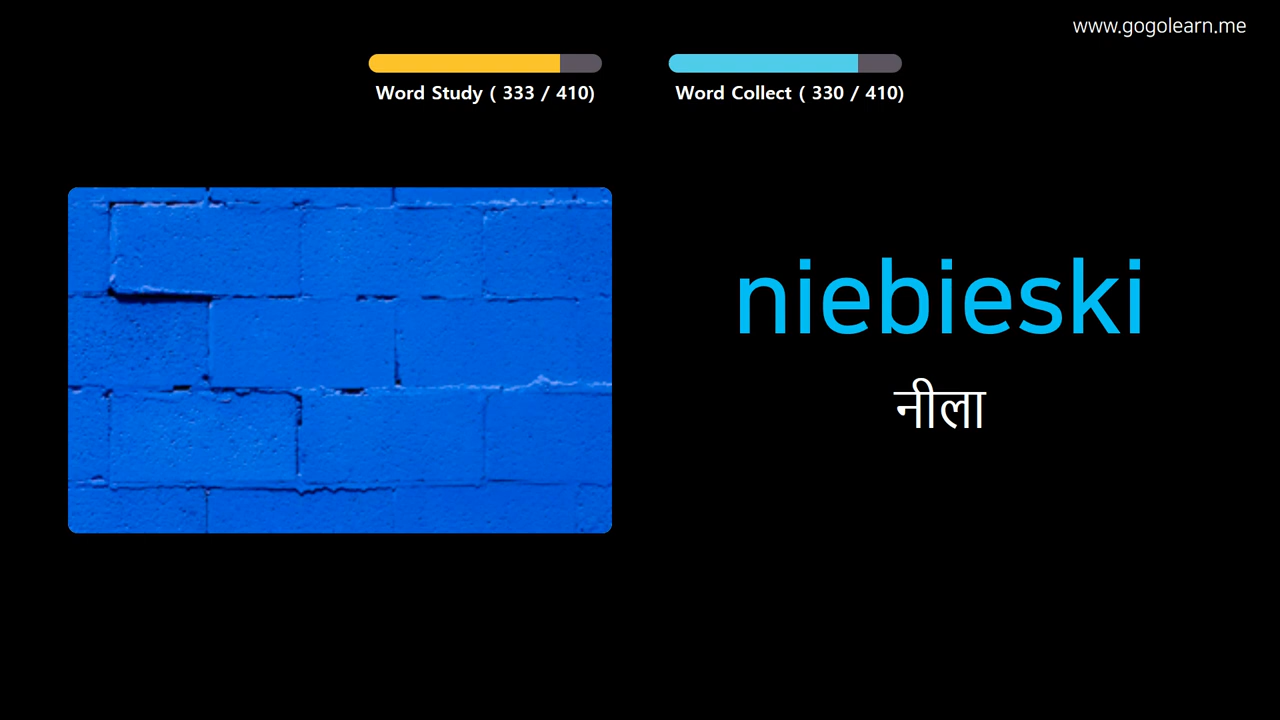 www.gogolearn.me
Word Study ( 333 / 410)
Word Collect ( 330 / 410)
niebieski
नीला